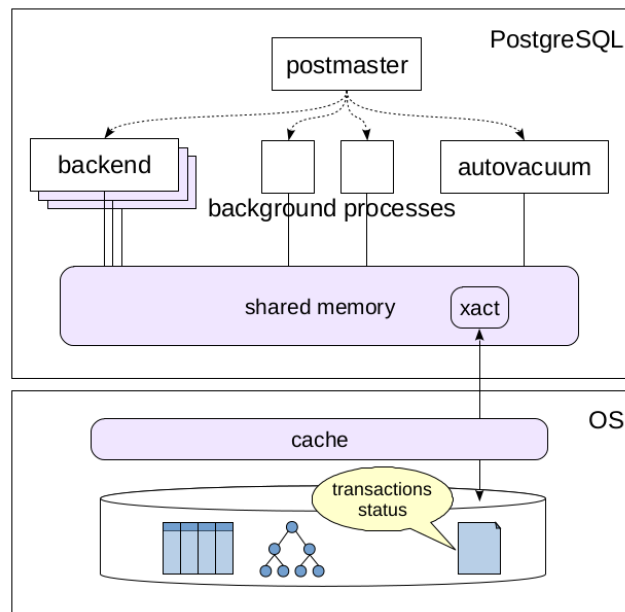 PostgreSQL
postmaster
backend
autovacuum
background processes
shared memory
xact
OS
cache
transactions
status